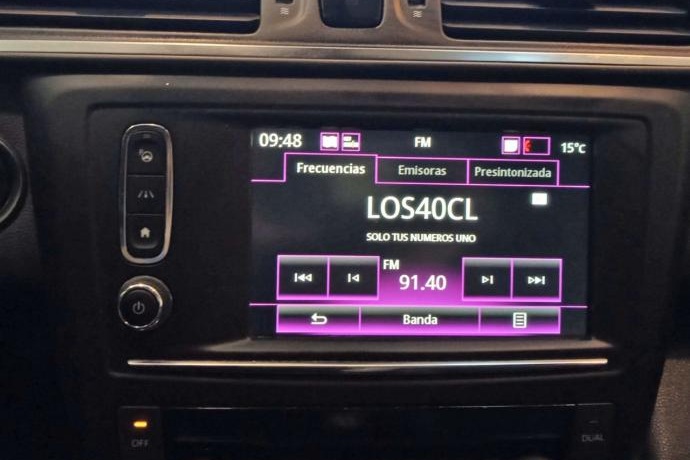 09:48 FM 15°C
Frecuencias Emisoras Presintonizada
LOS40CL
SOLO TUS NUMEROS UNO
FM
91.40
Banda
OFF DUAL